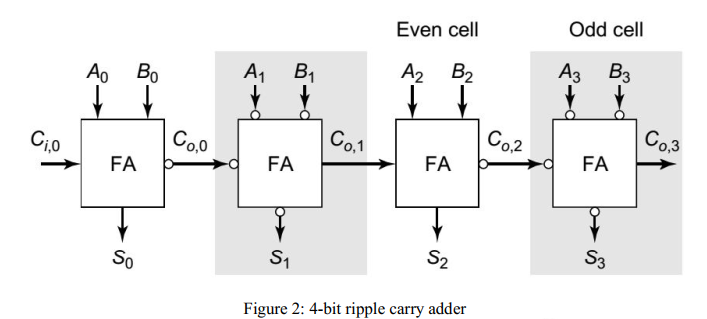 Even cell Odd cell
A0 B0 A1 B1 A2 B2 A3 B3
Ci,0 Co,0 Co,1 Co,2 Co,3
FA FA FA FA
S0 S1 S2 S3
Figure 2: 4-bit ripple carry adder